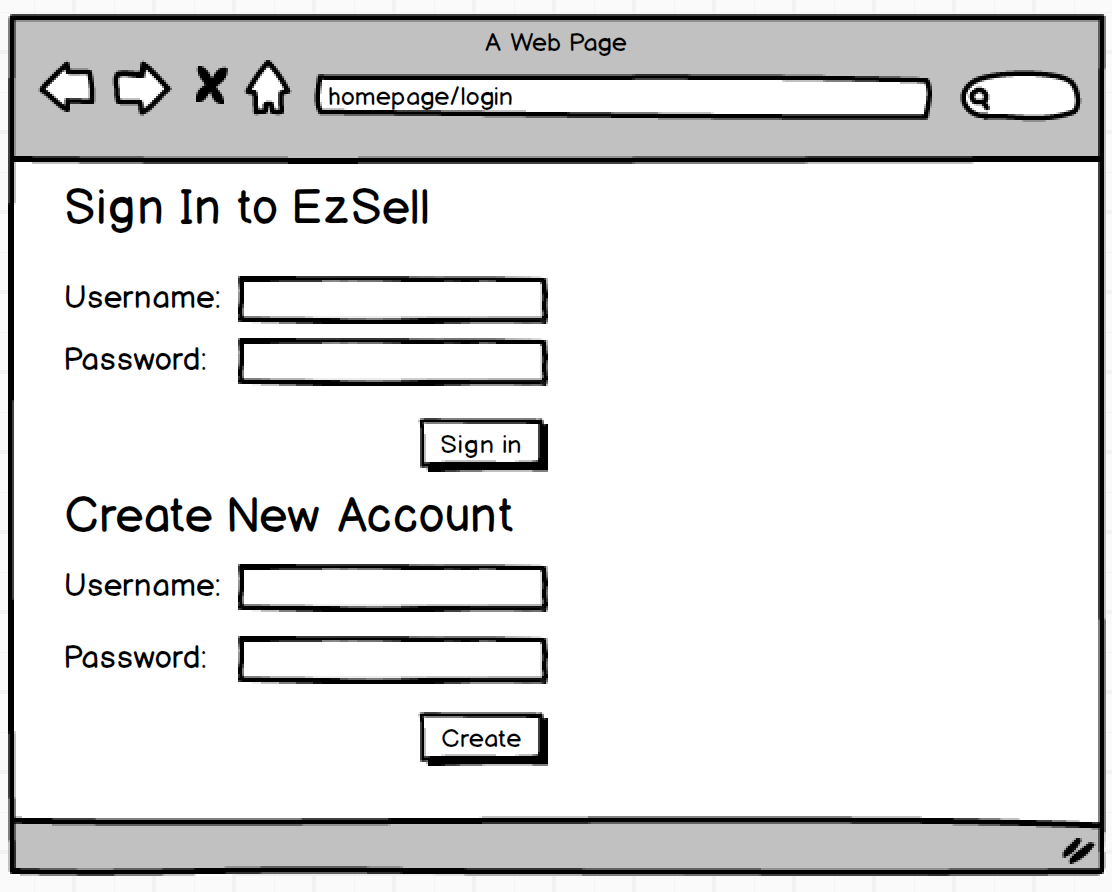 A Web Page
homepage/login
Sign In to EzSell
Username:
Password:
Sign in
Create New Account
Username:
Password:
Create